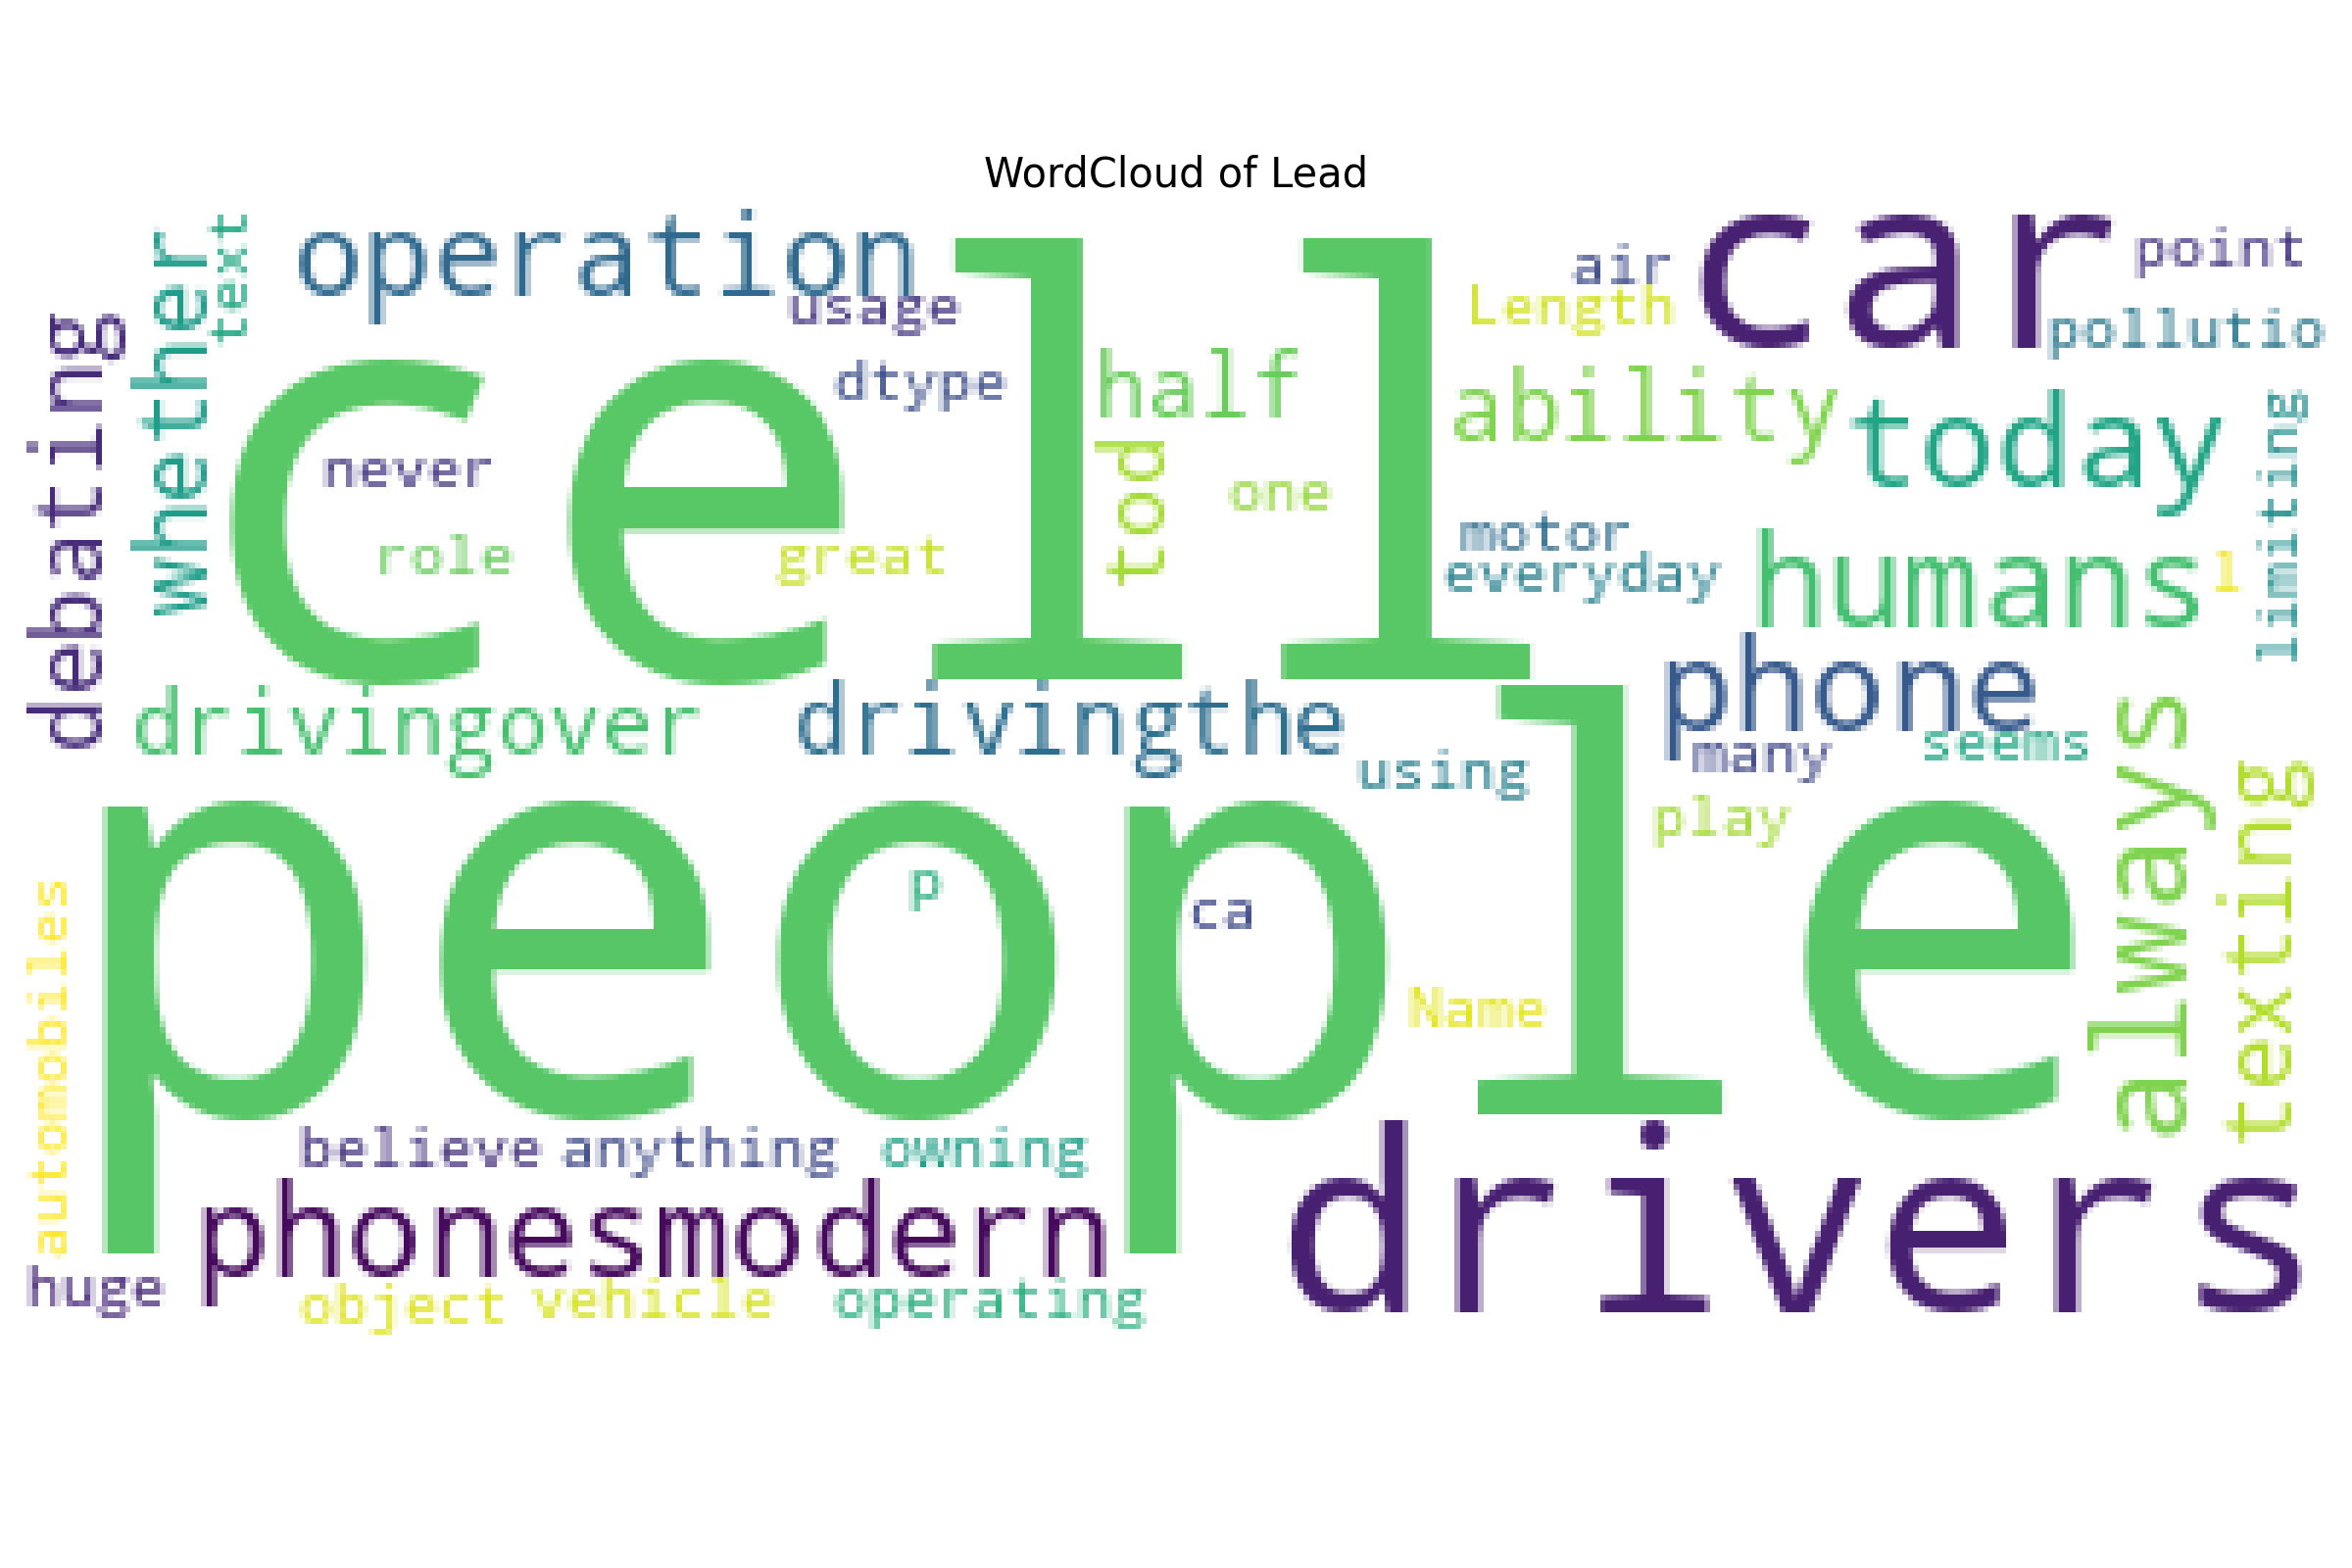 WordCloud of Lead
text
operation
car
point
air
usage
Length
pollutio
whether
debating
dtype
half
ability
today
limiting
never
tod
one
motor
role
great
everyday
humans
l
cell
phone
drivingover
drivingthe
many
seems
using
always
texting
play
people
p
ca
automobiles
Name
believe
anything
owning
drivers
phonesmodern
huge
object
vehicle
operating